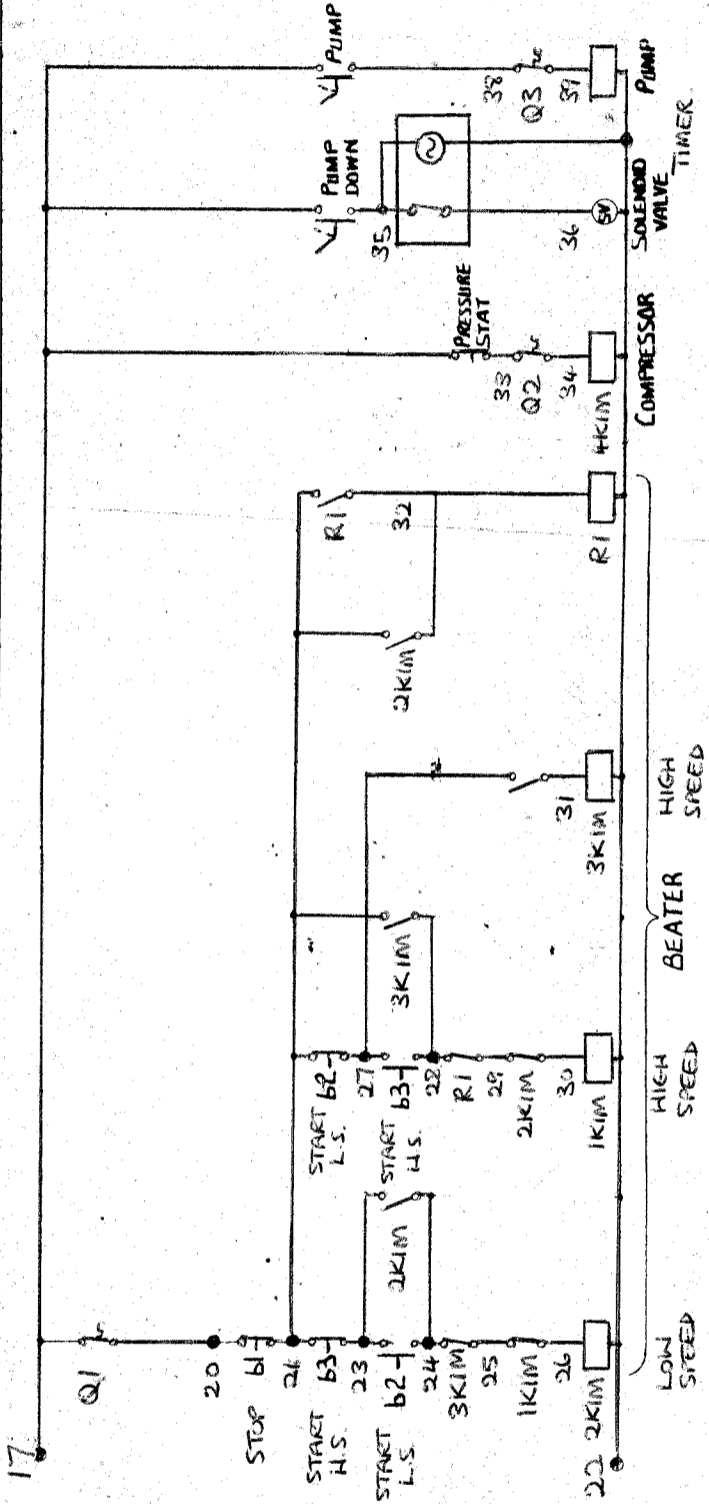 17
Q1
20
STOP b1
21
START H.S. b3
23
START L.S. b2
2K1M
24
3K1M
25
1K1M
26
22 2K1M
LOW SPEED
START L.S. b2
27
START H.S. b3
28
R1
29
2K1M
30
1K1M
HIGH SPEED
3K1M
31
3K1M
HIGH SPEED
BEATER
2K1M
R1
32
R1
PRESSURE STAT
33
Q2
34
4K1M
COMPRESSOR
PUMP DOWN
35
36
SV
SOLENOID VALVE
TIMER
PUMP
38
Q3
39
PUMP